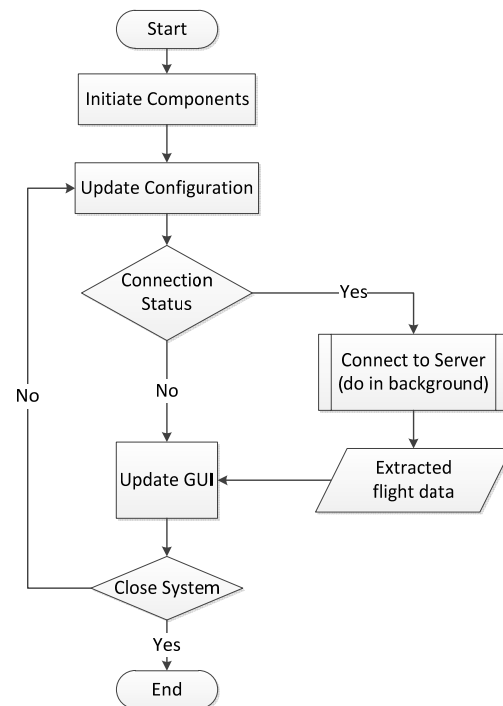 Start
Initiate Components
Update Configuration
Connection
Status
Yes
Connect to Server
(do in background)
No
No
Extracted
flight data
Update GUI
Close System
Yes
End